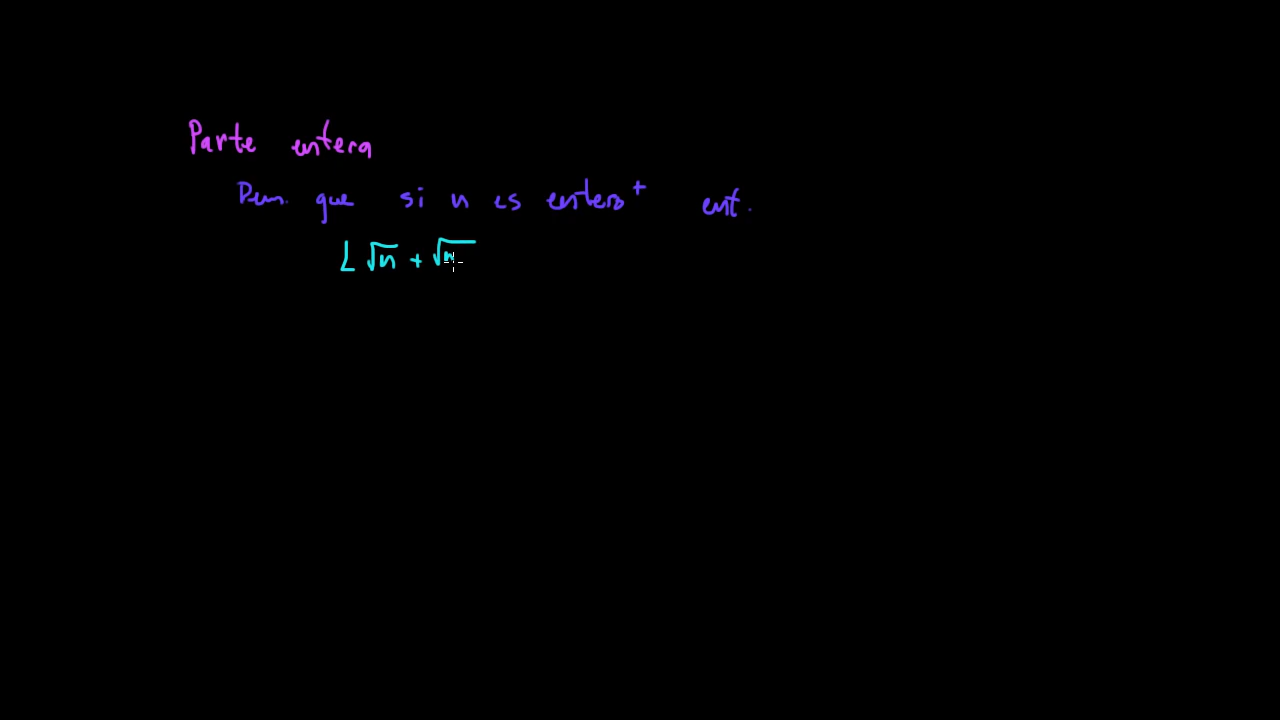 Parte entera
Dem. que si n es entero⁺ ent.
⌊ √n + √n